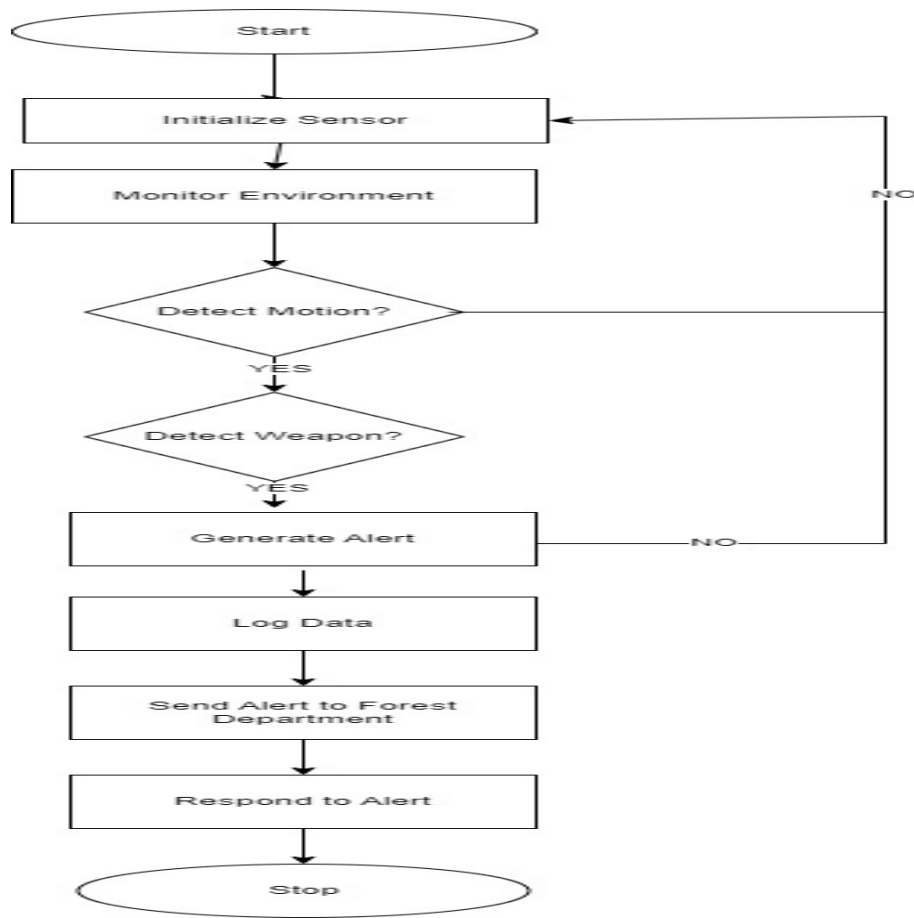 Start
Initialize Sensor
Monitor Environment
NO
Detect Motion?
YES
Detect Weapon?
YES
Generate Alert
NO
Log Data
Send Alert to Forest
Department
Respond to Alert
Stop